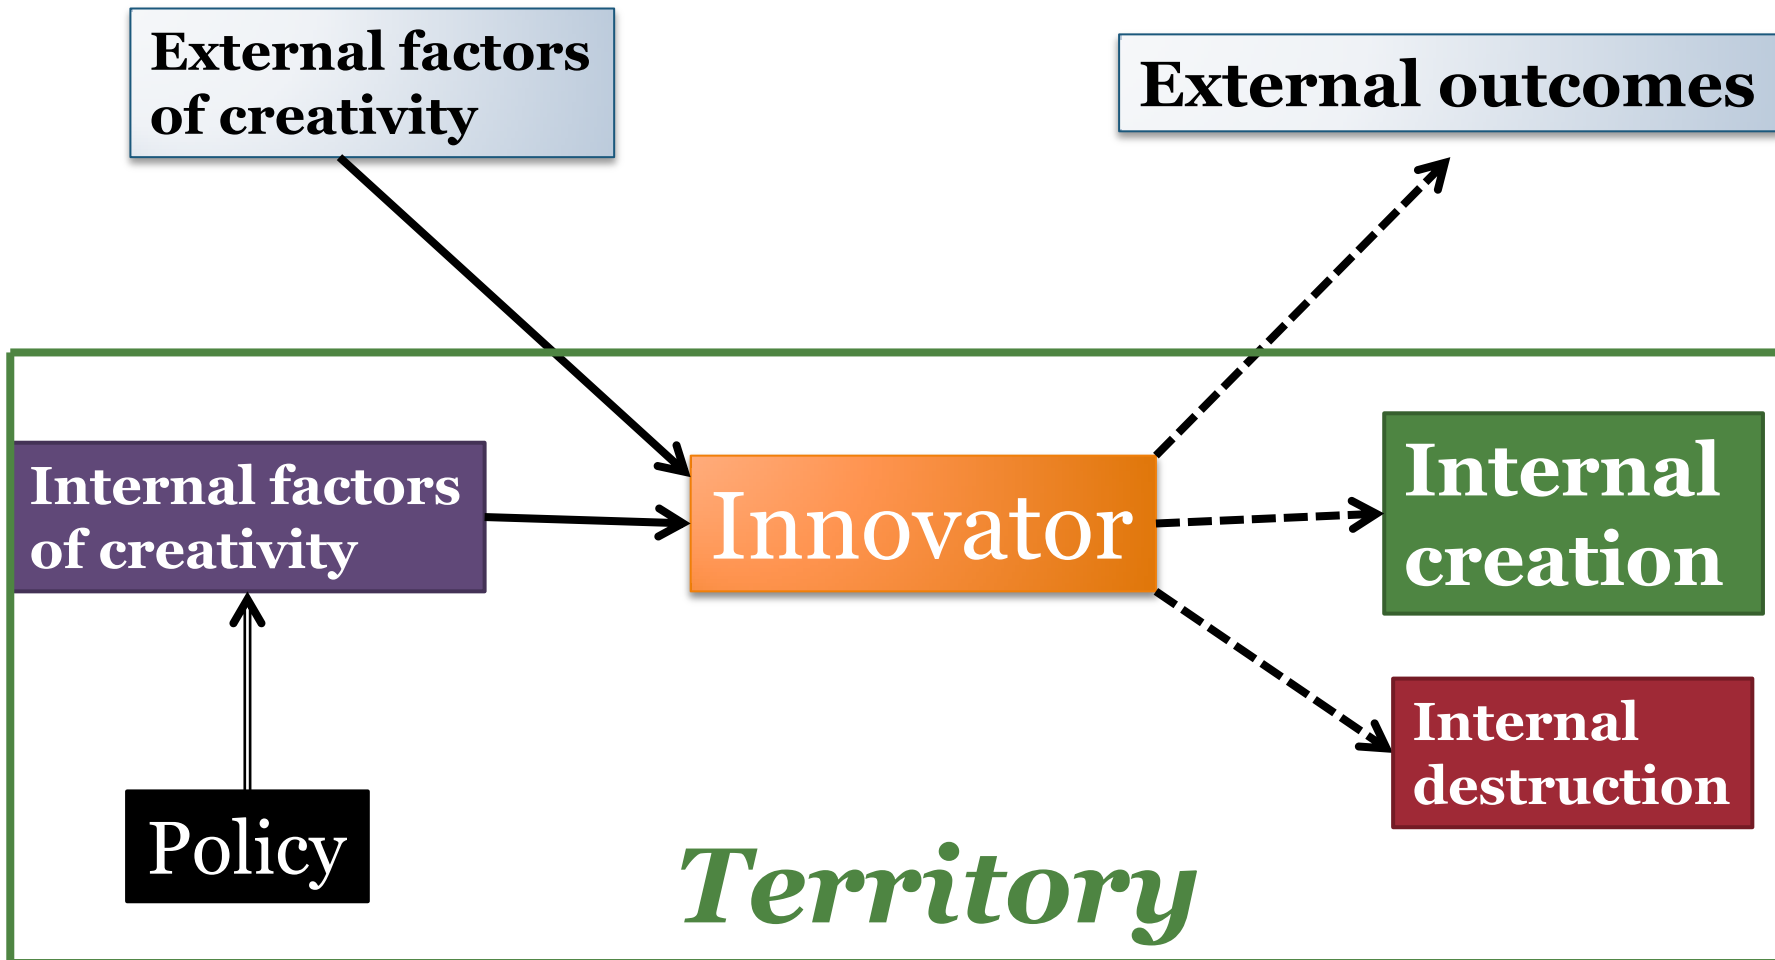 External factors
of creativity
External outcomes
Internal factors
of creativity
Innovator
Internal
creation
Internal
destruction
Policy
Territory